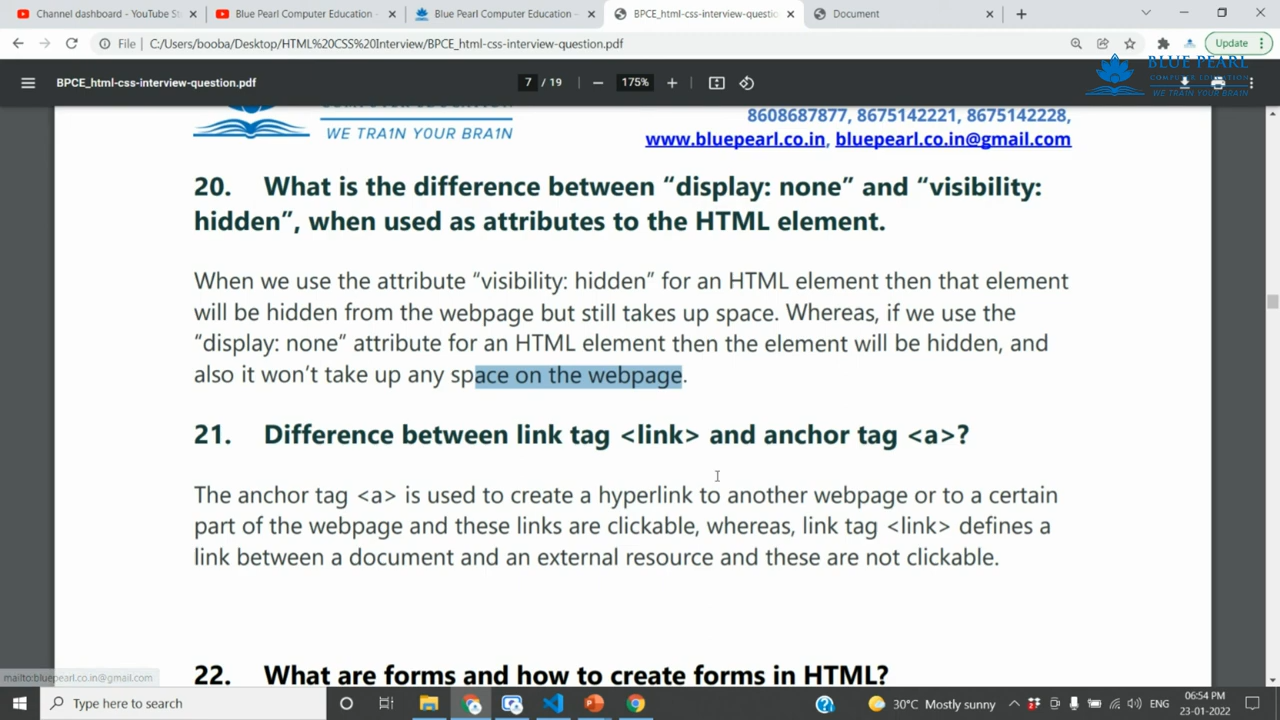 Channel dashboard - YouTube St
Blue Pearl Computer Education -
Blue Pearl Computer Education -
BPCE_html-css-interview-questio
Document
File
C:/Users/booba/Desktop/HTML%20CSS%20Interview/BPCE_html-css-interview-question.pdf
Update
BPCE_html-css-interview-question.pdf
7 / 19
175%
BLUE PEARL
COMPUTER EDUCATION
WE TRAIN YOUR BRAIN
WE TRA1N YOUR BRA1N
8608687877, 8675142221, 8675142228,
www.bluepearl.co.in, bluepearl.co.in@gmail.com
20. What is the difference between “display: none” and “visibility:
hidden”, when used as attributes to the HTML element.
When we use the attribute “visibility: hidden” for an HTML element then that element
will be hidden from the webpage but still takes up space. Whereas, if we use the
“display: none” attribute for an HTML element then the element will be hidden, and
also it won’t take up any space on the webpage.
21. Difference between link tag <link> and anchor tag <a>?
The anchor tag <a> is used to create a hyperlink to another webpage or to a certain
part of the webpage and these links are clickable, whereas, link tag <link> defines a
link between a document and an external resource and these are not clickable.
22. What are forms and how to create forms in HTML?
mailto:bluepearl.co.in@gmail.com
Type here to search
30°C Mostly sunny
ENG
06:54 PM
23-01-2022